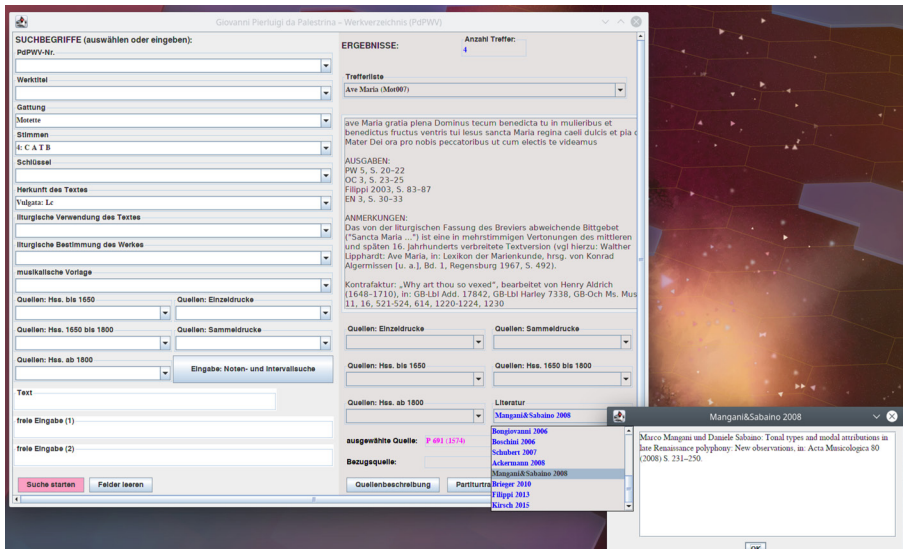 Giovanni Pierluigi da Palestrina – Werkverzeichnis (PdPWV)
SUCHBEGRIFFE (auswählen oder eingeben):
PdPWV-Nr.
Werktitel
Gattung
Motette
Stimmen
4: C A T B
Schlüssel
Herkunft des Textes
Vulgata: Lc
liturgische Verwendung des Textes
liturgische Bestimmung des Werkes
musikalische Vorlage
Quellen: Hss. bis 1650
Quellen: Einzeldrucke
Quellen: Hss. 1650 bis 1800
Quellen: Sammeldrucke
Quellen: Hss. ab 1800
Eingabe: Noten- und Intervallsuche
Text
freie Eingabe (1)
freie Eingabe (2)
Suche starten
Felder leeren
ERGEBNISSE:
Anzahl Treffer:
4
Trefferliste
Ave Maria (Mot007)
ave Maria gratia plena Dominus tecum benedicta tu in mulieribus et
benedictus fructus ventris tui Iesus sancta Maria regina caeli dulcis et pia o
Mater Dei ora pro nobis peccatoribus ut cum electis te videamus
AUSGABEN:
PW 5, S. 20–22
OC 3, S. 23–25
Filippi 2003, S. 83–87
EN 3, S. 30–33
ANMERKUNGEN:
Das von der liturgischen Fassung des Breviers abweichende Bittgebet
("Sancta Maria ...") ist eine in mehrstimmigen Vertonungen des mittleren
und späten 16. Jahrhunderts verbreitete Textversion (vgl hierzu: Walther
Lipphardt: Ave Maria, in: Lexikon der Marienkunde, hrsg. von Konrad
Algermissen [u. a.], Bd. 1, Regensburg 1967, S. 492).
Kontrafaktur: „Why art thou so vexed“, bearbeitet von Henry Aldrich
(1648–1710), in: GB-Lbl Add. 17842, GB-Lbl Harley 7338, GB-Och Ms. Mus
11, 16, 521-524, 614, 1220-1224, 1230
Quellen: Einzeldrucke
Quellen: Sammeldrucke
Quellen: Hss. bis 1650
Quellen: Hss. 1650 bis 1800
Quellen: Hss. ab 1800
Literatur
Mangani&Sabaino 2008
ausgewählte Quelle:
P 691 (1574)
Bezugsquelle:
Quellenbeschreibung
Partiturtra
Bongiovanni 2006
Boschini 2006
Schubert 2007
Ackermann 2008
Mangani&Sabaino 2008
Brieger 2010
Filippi 2013
Kirsch 2015
Mangani&Sabaino 2008
Marco Mangani und Daniele Sabaino: Tonal types and modal attributions in
late Renaissance polyphony: New observations, in: Acta Musicologica 80
(2008) S. 231–250.
OK